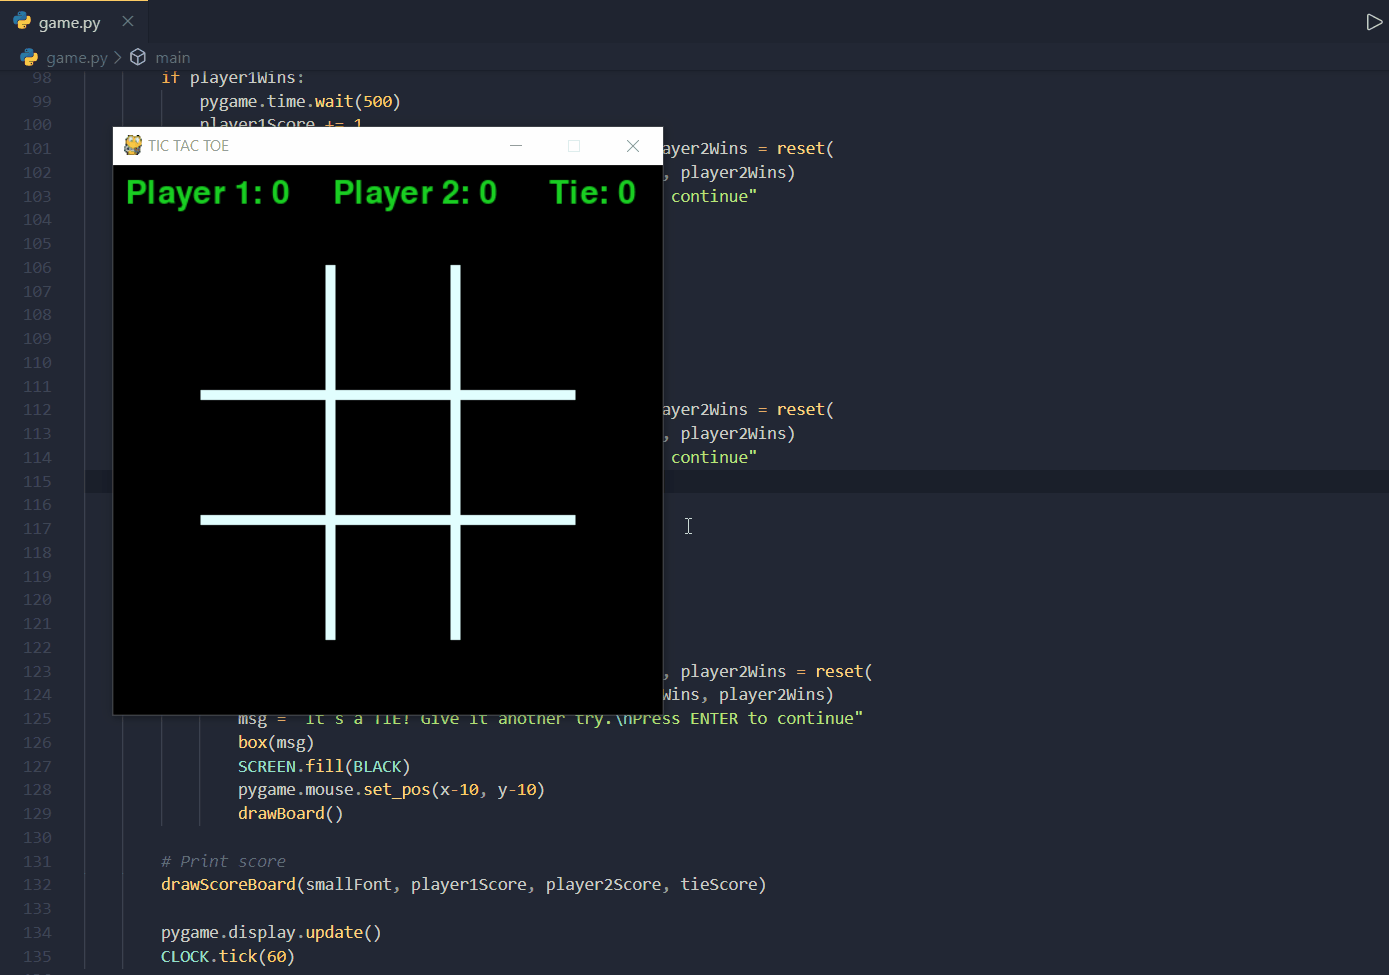 game.py
game.py > main
98 if player1Wins:
99 pygame.time.wait(500)
100 player1Score += 1
TIC TAC TOE
Player 1: 0 Player 2: 0 Tie: 0
101 ayer2Wins = reset(
102 , player2Wins)
103 continue"
104
105
106
107
108
109
110
111
112 ayer2Wins = reset(
113 , player2Wins)
114 continue"
115
116
117
118
119
120
121
122
123 , player2Wins = reset(
124 Wins, player2Wins)
125 msg = "It's a TIE! Give it another try.\nPress ENTER to continue"
126 box(msg)
127 SCREEN.fill(BLACK)
128 pygame.mouse.set_pos(x-10, y-10)
129 drawBoard()
130
131 # Print score
132 drawScoreBoard(smallFont, player1Score, player2Score, tieScore)
133
134 pygame.display.update()
135 CLOCK.tick(60)